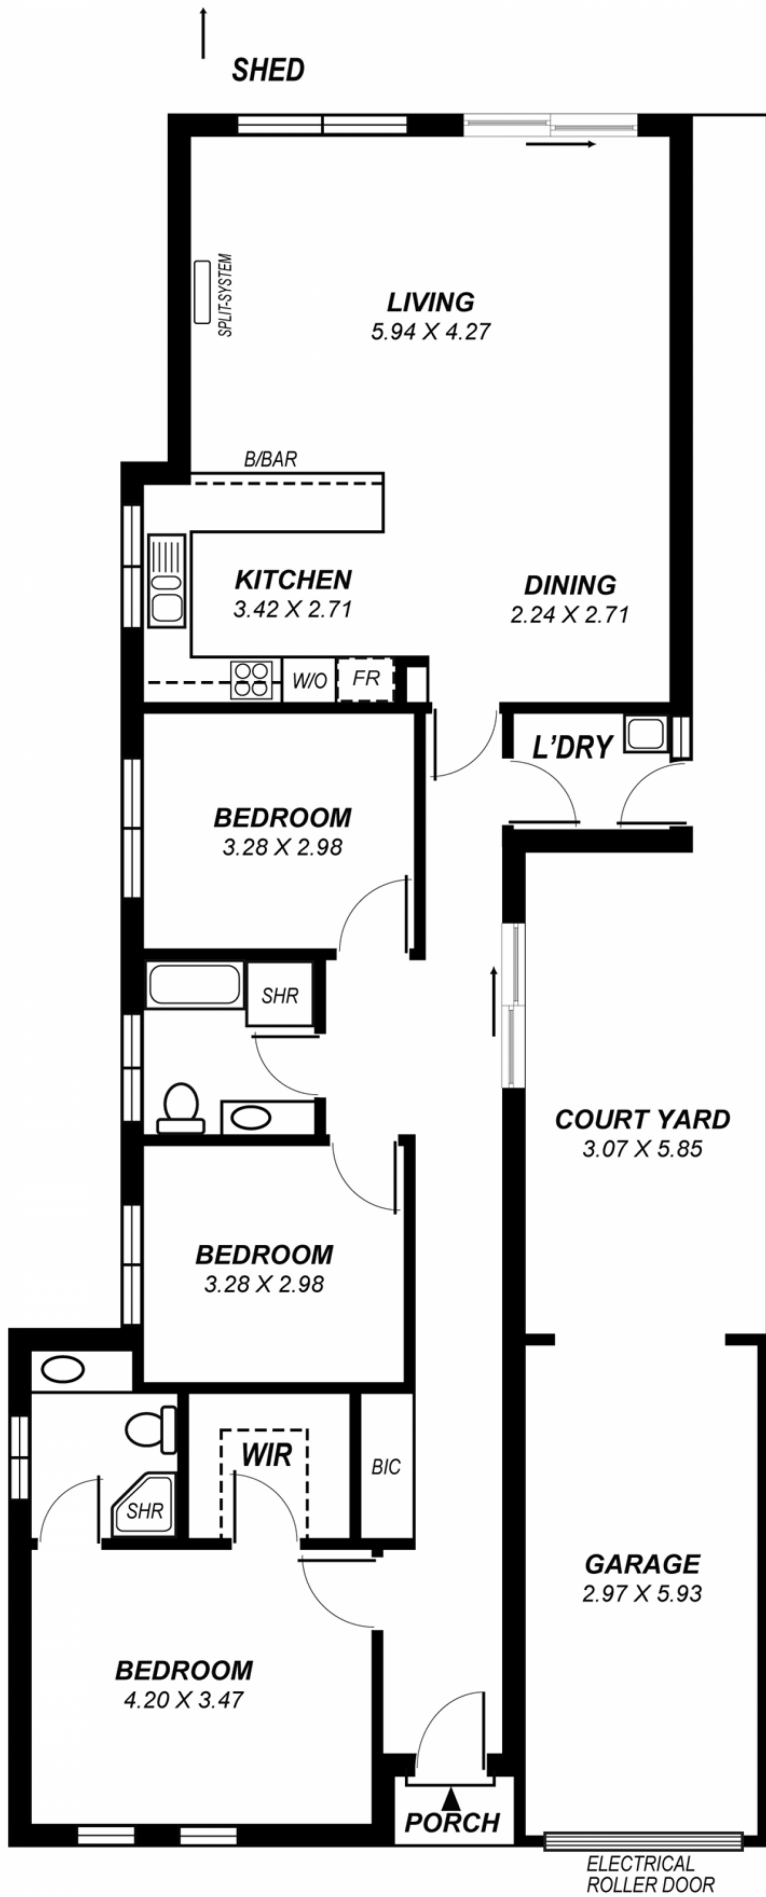 SHED
SPLIT-SYSTEM
LIVING
5.94 X 4.27
B/BAR
KITCHEN
3.42 X 2.71
DINING
2.24 X 2.71
W/O
FR
L'DRY
BEDROOM
3.28 X 2.98
SHR
COURT YARD
3.07 X 5.85
BEDROOM
3.28 X 2.98
WIR
BIC
SHR
GARAGE
2.97 X 5.93
BEDROOM
4.20 X 3.47
PORCH
ELECTRICAL
ROLLER DOOR